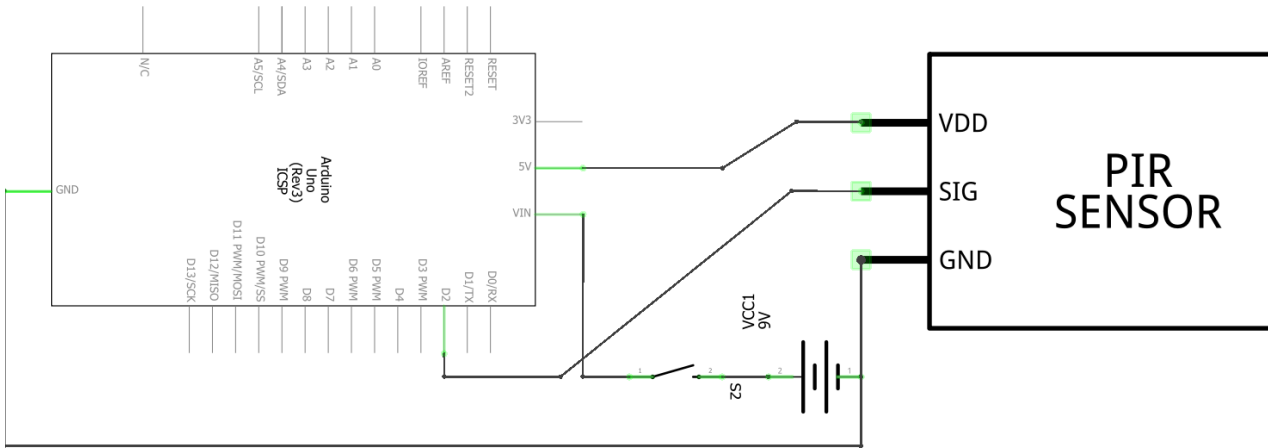 N/C
A5/SCL
A4/SDA
A3
A2
A1
A0
IOREF
AREF
RESET2
RESET
3V3
5V
VIN
GND
Arduino
Uno
(Rev3)
ICSP
D13/SCK
D12/MISO
D11 PWM/MOSI
D10 PWM/SS
D9 PWM
D8
D7
D6 PWM
D5 PWM
D4
D3 PWM
D2
D1/TX
D0/RX
VDD
SIG
GND
PIR
SENSOR
VCC1
9V
1
2
S2
2
1